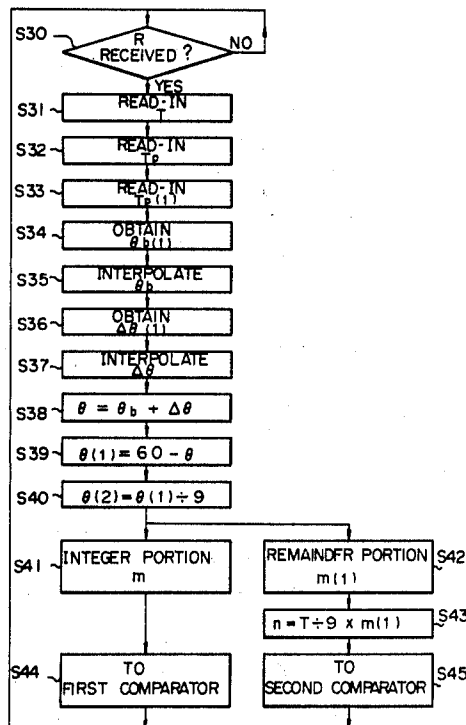 S30
R
RECEIVED ?
NO
YES
S31
READ-IN
T
S32
READ-IN
Tp
S33
READ-IN
Tp(1)
S34
OBTAIN
θb(1)
S35
INTERPOLATE
θb
S36
OBTAIN
Δθ(1)
S37
INTERPOLATE
Δθ
S38
θ = θb + Δθ
S39
θ(1) = 60 - θ
S40
θ(2) = θ(1) ÷ 9
S41
INTEGER PORTION
m
REMAINDFR PORTION
m(1)
S42
n = T ÷ 9 x m(1)
S43
S44
TO
FIRST COMPARATOR
TO
SECOND COMPARATOR
S45